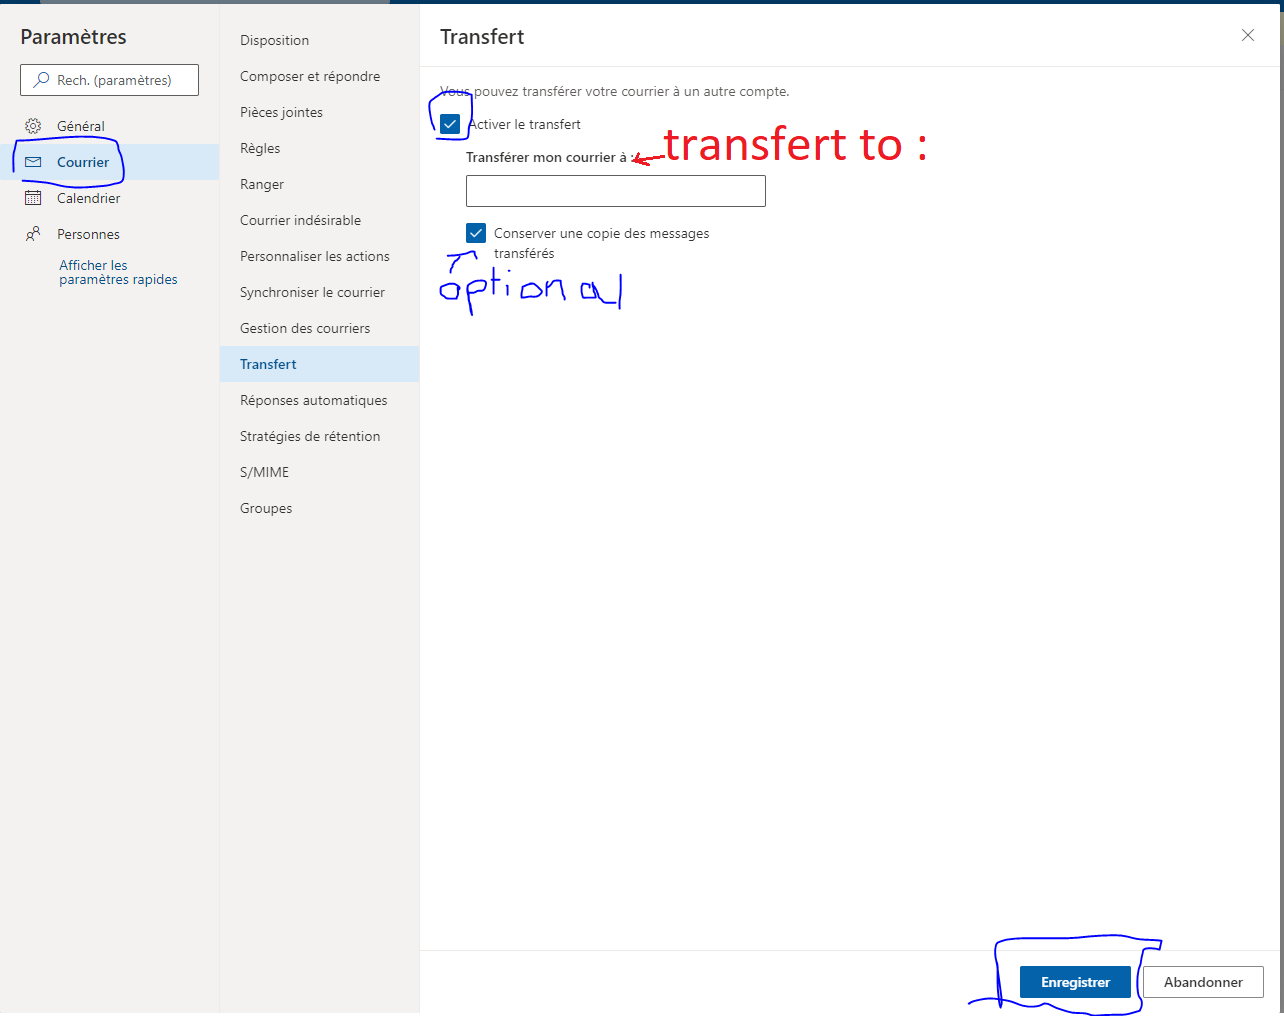 Paramètres
Rech. (paramètres)
Général
Courrier
Calendrier
Personnes
Afficher les
paramètres rapides
Disposition
Composer et répondre
Pièces jointes
Règles
Ranger
Courrier indésirable
Personnaliser les actions
Synchroniser le courrier
Gestion des courriers
Transfert
Réponses automatiques
Stratégies de rétention
S/MIME
Groupes
Transfert
Vous pouvez transférer votre courrier à un autre compte.
Activer le transfert
Transférer mon courrier à :
transfert to :
Conserver une copie des messages
transférés
optional
Enregistrer
Abandonner